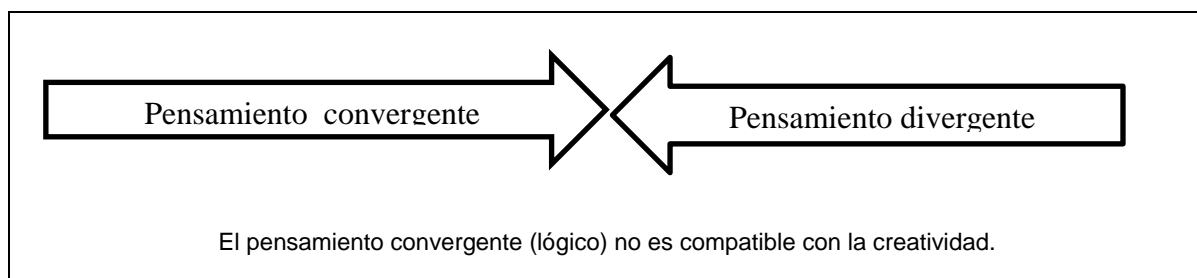 Pensamiento convergente
Pensamiento divergente
El pensamiento convergente (lógico) no es compatible con la creatividad.